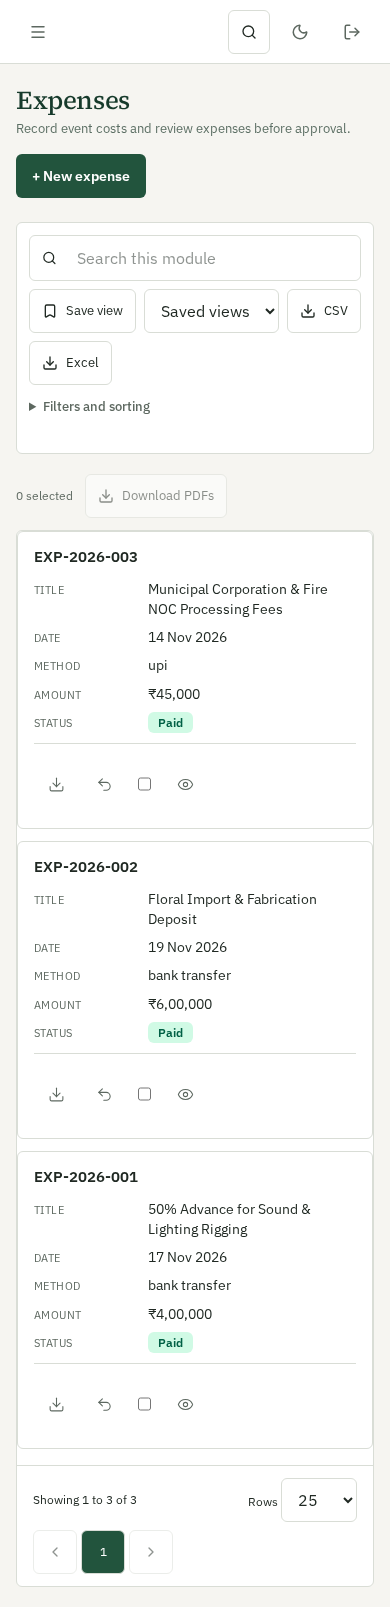 Expenses
Record event costs and review expenses before approval.
+ New expense
Search this module
Save view
Saved views
CSV
Excel
Filters and sorting
0 selected
Download PDFs
EXP-2026-003
TITLE
Municipal Corporation & Fire
NOC Processing Fees
DATE
14 Nov 2026
METHOD
upi
AMOUNT
₹45,000
STATUS
Paid
EXP-2026-002
TITLE
Floral Import & Fabrication
Deposit
DATE
19 Nov 2026
METHOD
bank transfer
AMOUNT
₹6,00,000
STATUS
Paid
EXP-2026-001
TITLE
50% Advance for Sound &
Lighting Rigging
DATE
17 Nov 2026
METHOD
bank transfer
AMOUNT
₹4,00,000
STATUS
Paid
Showing 1 to 3 of 3
Rows
25
1